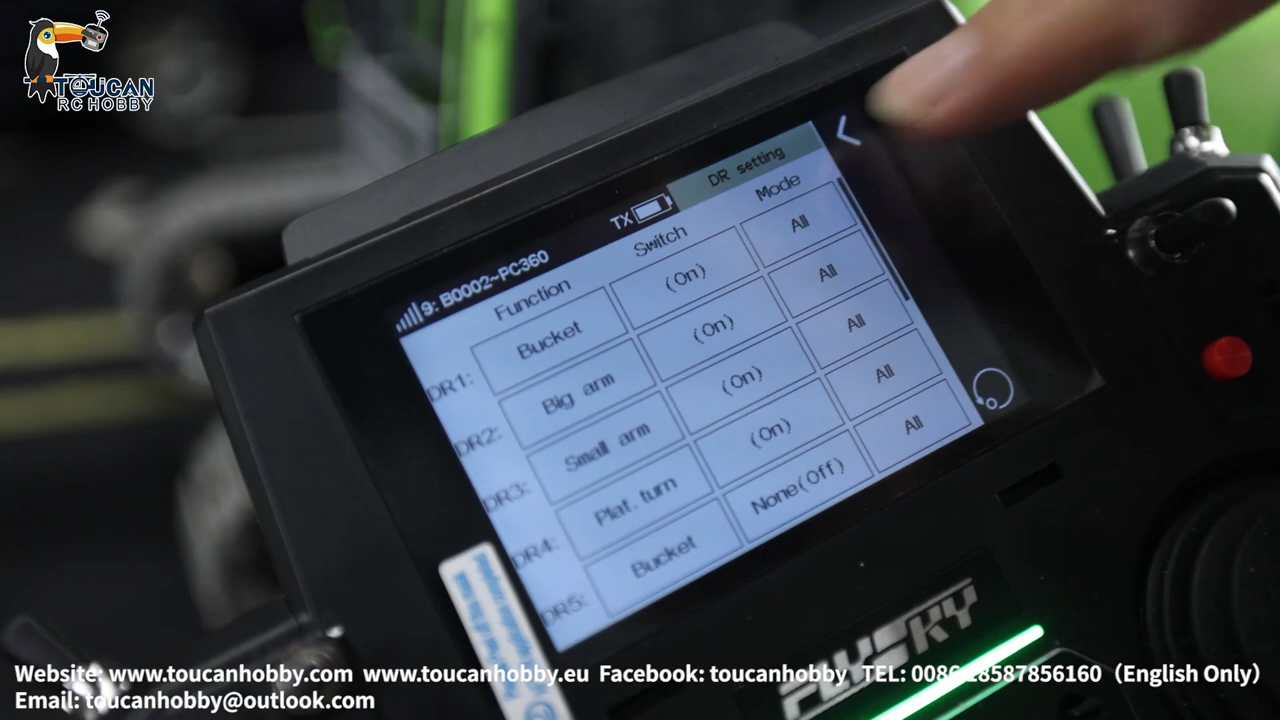 TOUCAN
RC HOBBY
9: B0002~PC360
TX
DR setting
Function Switch Mode
DR1: Bucket (On) All
DR2: Big arm (On) All
DR3: Small arm (On) All
DR4: Plat.turn (On) All
DR5: Bucket None(Off) All
FLYSKY
Website: www.toucanhobby.com www.toucanhobby.eu Facebook: toucanhobby TEL: 0086 18587856160 (English Only)
Email: toucanhobby@outlook.com